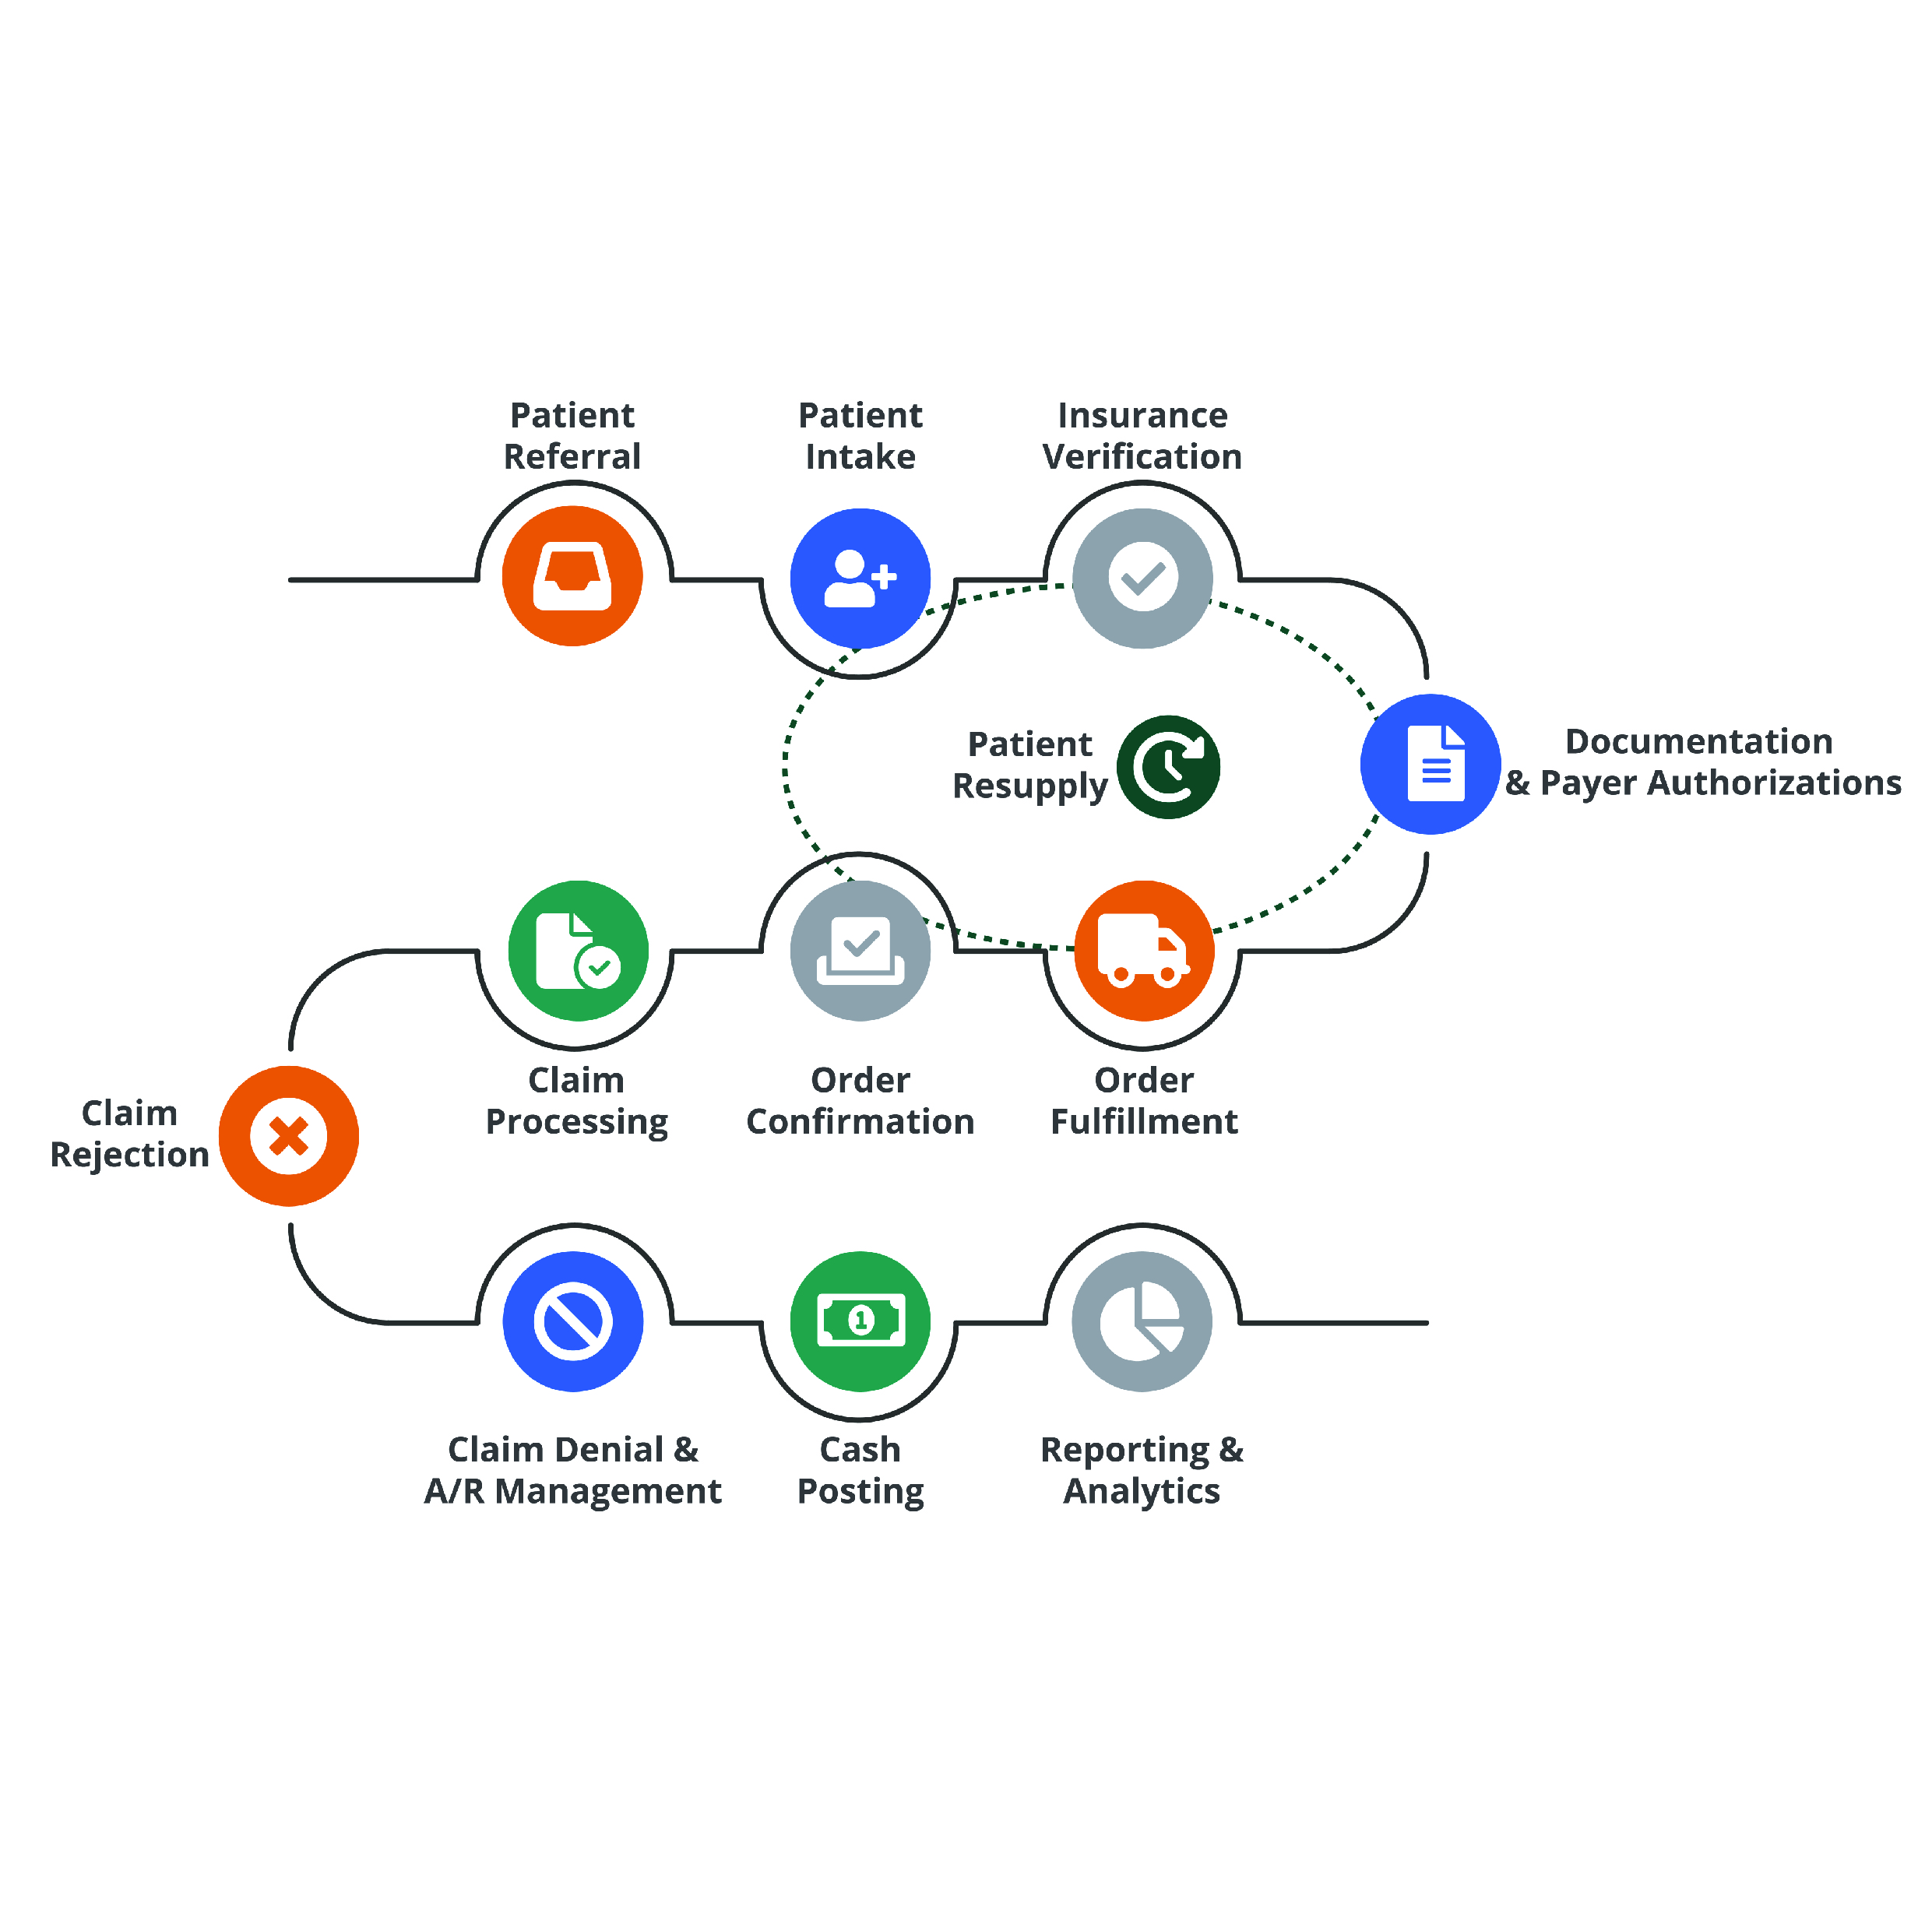 Patient
Referral
Patient
Intake
Insurance
Verification
Patient
Resupply
Documentation
& Payer Authorizations
Claim
Processing
Order
Confirmation
Order
Fulfillment
Claim
Rejection
1
Claim Denial &
A/R Management
Cash
Posting
Reporting &
Analytics